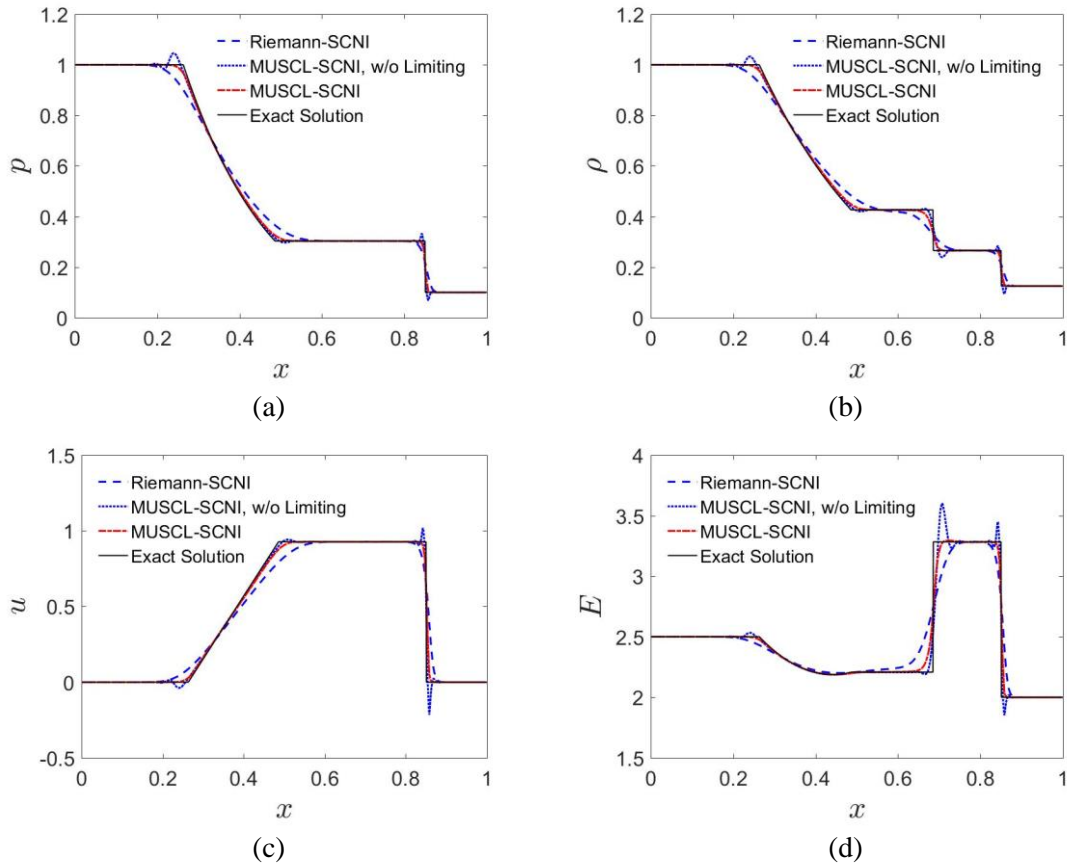 1.2
1
0.8
0.6
0.4
0.2
0
p
Riemann-SCNI
MUSCL-SCNI, w/o Limiting
MUSCL-SCNI
Exact Solution
0 0.2 0.4 0.6 0.8 1
x
(a)
1.2
1
0.8
0.6
0.4
0.2
0
ρ
Riemann-SCNI
MUSCL-SCNI, w/o Limiting
MUSCL-SCNI
Exact Solution
0 0.2 0.4 0.6 0.8 1
x
(b)
1.5
1
0.5
0
-0.5
u
Riemann-SCNI
MUSCL-SCNI, w/o Limiting
MUSCL-SCNI
Exact Solution
0 0.2 0.4 0.6 0.8 1
x
(c)
4
3.5
3
2.5
2
1.5
E
Riemann-SCNI
MUSCL-SCNI, w/o Limiting
MUSCL-SCNI
Exact Solution
0 0.2 0.4 0.6 0.8 1
x
(d)